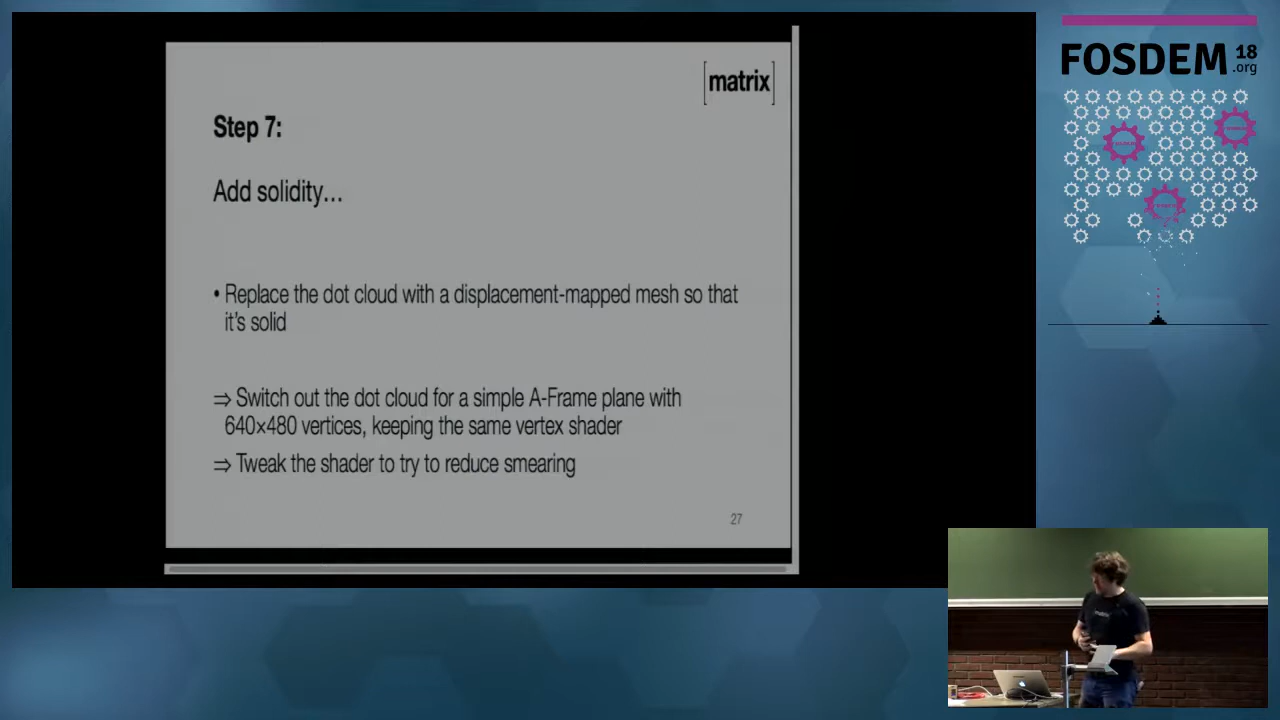 [matrix]
Step 7:
Add solidity...
• Replace the dot cloud with a displacement-mapped mesh so that
it's solid
⇒ Switch out the dot cloud for a simple A-Frame plane with
640×480 vertices, keeping the same vertex shader
⇒ Tweak the shader to try to reduce smearing
27
FOSDEM 18
.org